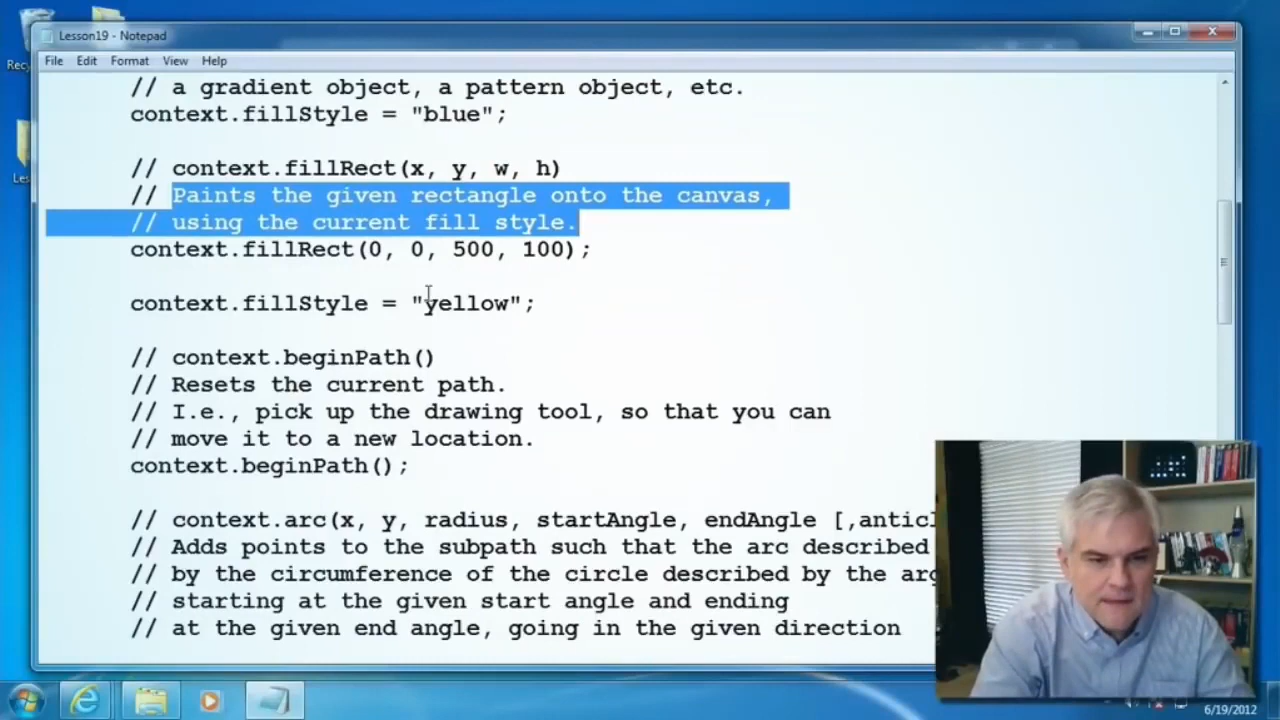 Lesson19 - Notepad
File Edit Format View Help
// a gradient object, a pattern object, etc.
context.fillStyle = "blue";
// context.fillRect(x, y, w, h)
// Paints the given rectangle onto the canvas,
// using the current fill style.
context.fillRect(0, 0, 500, 100);
context.fillStyle = "yellow";
// context.beginPath()
// Resets the current path.
// I.e., pick up the drawing tool, so that you can
// move it to a new location.
context.beginPath();
// context.arc(x, y, radius, startAngle, endAngle [,anticl
// Adds points to the subpath such that the arc described
// by the circumference of the circle described by the arg
// starting at the given start angle and ending
// at the given end angle, going in the given direction
6/19/2012